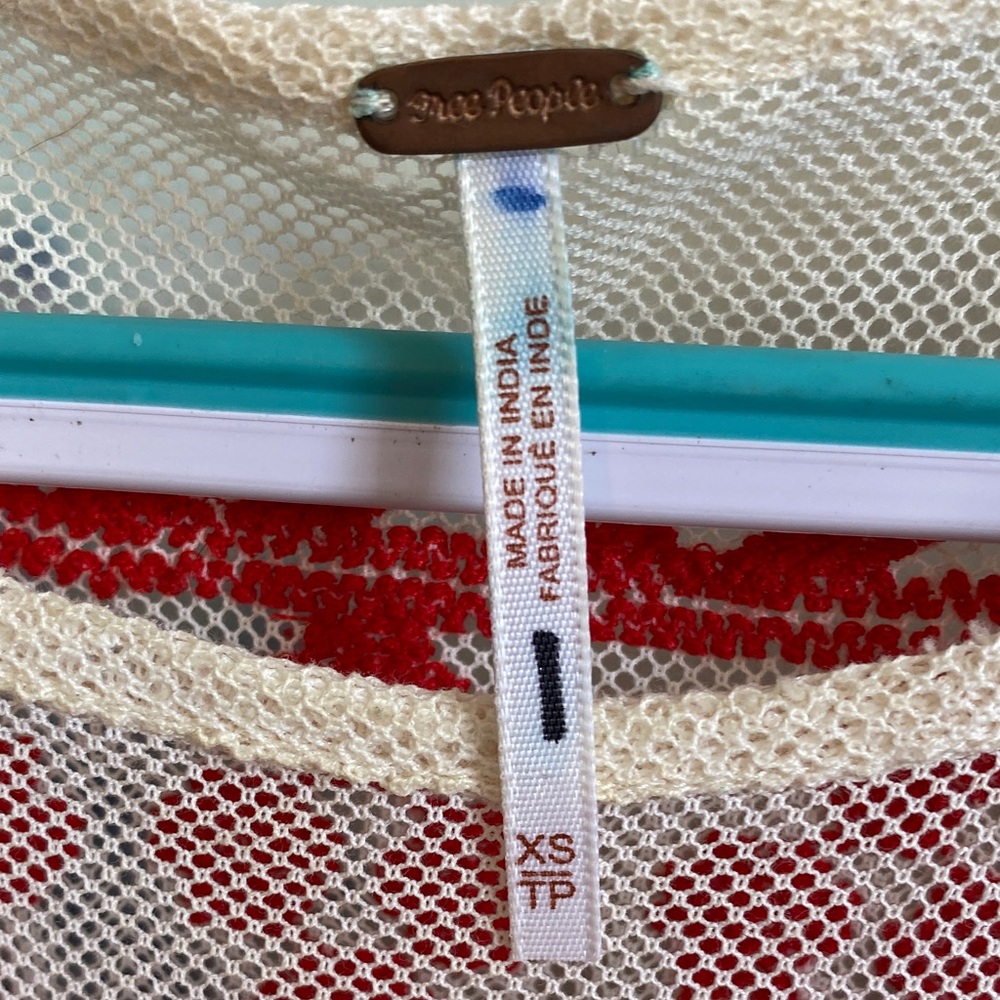 Free People
MADE IN INDIA
FABRIQUÉ EN INDE
XS
TP